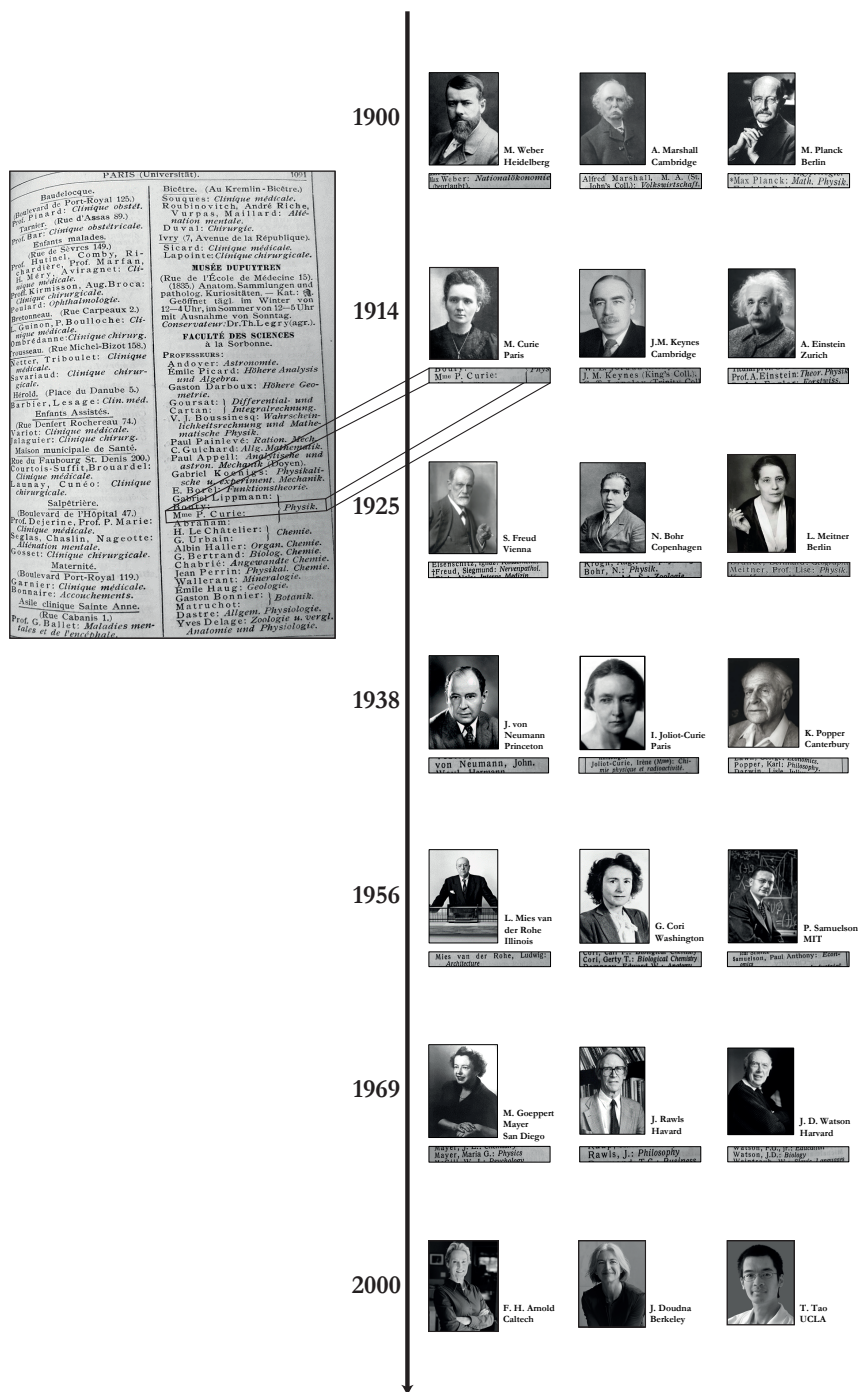 PARIS (Universität). 1001
Baudelocque.
(Boulevard de Port-Royal 125.)
Prof. Pinard: Clinique obstét.
Tarnier. (Rue d'Assas 89.)
Prof. Bar: Clinique obstétricale.
Enfants malades.
(Rue de Sèvres 149.)
Prof. Hutinel, Comby, Ri-
chardière, Prof. Marfan,
H. Méry, Aviragnet: Cli-
nique médicale.
Prof. Kirmisson, Aug. Broca:
Clinique chirurgicale.
Poulard: Ophthalmologie.
Bretonneau. (Rue Carpeaux 2.)
L. Guinon, P. Boulloche: Cli-
nique médicale.
Ombrédanne: Clinique chirurg.
Trousseau. (Rue Michel-Bizot 158.)
Netter, Triboulet: Clinique
médicale.
Savariaud: Clinique chirur-
gicale.
Hérold. (Place du Danube 5.)
Barbier, Lesage: Clin. méd.
Enfants Assistés.
(Rue Denfert Rochereau 74.)
Variot: Clinique médicale.
Jalaguier: Clinique chirurg.
Maison municipale de Santé.
Rue du Faubourg St. Denis 200.)
Courtois-Suffit, Brouardel:
Clinique médicale.
Launay, Cunéo: Clinique
chirurgicale.
Salpêtrière.
(Boulevard de l'Hôpital 47.)
Prof. Dejerine, Prof. P. Marie:
Clinique médicale.
Seglas, Chaslin, Nageotte:
Aliénation mentale.
Gosset: Clinique chirurgicale.
Maternité.
(Boulevard Port-Royal 119.)
Garnier: Clinique médicale.
Bonnaire: Accouchements.
Asile clinique Sainte Anne.
(Rue Cabanis 1.)
Prof. G. Ballet: Maladies men-
tales et de l'encéphale.
Bicêtre. (Au Kremlin-Bicêtre.)
Souques: Clinique médicale.
Roubinovitch, André Riche,
Vurpas, Maillard: Alié-
nation mentale.
Duval: Chirurgie.
Ivry (7, Avenue de la République).
Sicard: Clinique médicale.
Lapointe: Clinique chirurgicale.
MUSÉE DUPUYTREN
(Rue de l'École de Médecine 15).
(1835.) Anatom. Sammlungen und
patholog. Kuriositäten. — Kat.:
Geöffnet tägl. im Winter von
12—4 Uhr, im Sommer von 12—5 Uhr
mit Ausnahme von Sonntag.
Conservateur: Dr. Th. Legry (agr.).
FACULTÉ DES SCIENCES
à la Sorbonne.
PROFESSEURS:
Andoyer: Astronomie.
Émile Picard: Höhere Analysis
und Algebra.
Gaston Darboux: Höhere Geo-
metrie.
Goursat: Differential- und
Cartan: Integralrechnung.
V. J. Boussinesq: Wahrschein-
lichkeitsrechnung und Mathe-
matische Physik.
Paul Painlevé: Ration. Mech.
C. Guichard: Allg. Mathematik.
Paul Appell: Analytische und
astron. Mechanik (Doyen).
Gabriel Koenigs: Physikali-
sche u. experiment. Mechanik.
E. Borel: Funktionstheorie.
Gabriel Lippmann:
Bouty: Physik.
Mme P. Curie:
Abraham:
H. Le Châtelier: Chemie.
G. Urbain:
Albin Haller: Organ. Chemie.
G. Bertrand: Biolog. Chemie.
Chabrié: Angewandte Chemie.
Jean Perrin: Physikal. Chemie.
Wallerant: Mineralogie.
Émile Haug: Geologie.
Gaston Bonnier: Botanik.
Matruchot:
Dastre: Allgem. Physiologie.
Yves Delage: Zoologie u. vergl.
Anatomie und Physiologie.
1900
M. Weber
Heidelberg
Max Weber: Nationalökonomie
(beurlaubt).
A. Marshall
Cambridge
Alfred Marshall, M. A. (St.
John's Coll.): Volkswirtschaft.
M. Planck
Berlin
*Max Planck: Math. Physik.
1914
M. Curie
Paris
Bouty:
Mme P. Curie: Phys
J.M. Keynes
Cambridge
J. M. Keynes (King's Coll.).
A. Einstein
Zurich
Prof. A. Einstein: Theor. Physik
Forstwiss.
1925
S. Freud
Vienna
†Freud, Siegmund: Nervenpathol.
N. Bohr
Copenhagen
Bohr, N.: Physik.
L. Meitner
Berlin
Meitner, Prof. Lise: Physik.
1938
J. von
Neumann
Princeton
von Neumann, John.
I. Joliot-Curie
Paris
Joliot-Curie, Irène (Mme): Chi-
mie physique et radioactivité.
K. Popper
Canterbury
Popper, Karl: Philosophy.
1956
L. Mies van
der Rohe
Illinois
Mies van der Rohe, Ludwig:
Architecture
G. Cori
Washington
Cori, Gerty T.: Biological Chemistry
P. Samuelson
MIT
Samuelson, Paul Anthony: Econ-
omics
1969
M. Goeppert
Mayer
San Diego
Mayer, Maria G.: Physics
J. Rawls
Havard
Rawls, J.: Philosophy
J. D. Watson
Harvard
Watson, J.D.: Biology
2000
F. H. Arnold
Caltech
J. Doudna
Berkeley
T. Tao
UCLA